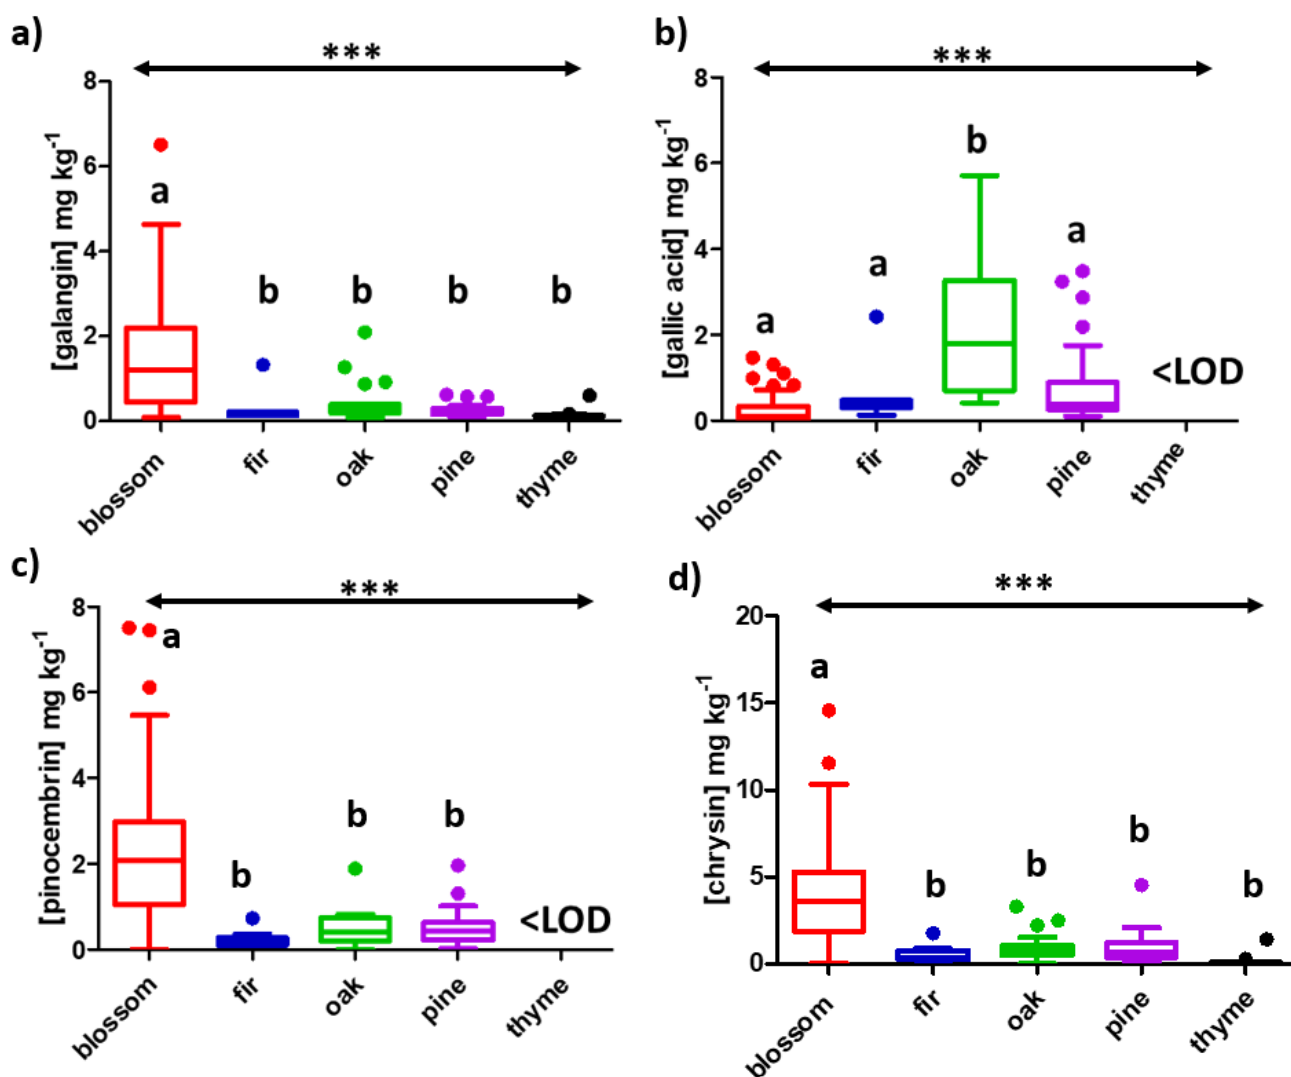 a)
***
[galangin] mg kg-1
8
6
4
2
0
a
b
b
b
b
blossom
fir
oak
pine
thyme
b)
***
[gallic acid] mg kg-1
8
6
4
2
0
a
a
b
a
<LOD
blossom
fir
oak
pine
thyme
c)
***
[pinocembrin] mg kg-1
8
6
4
2
0
a
b
b
b
<LOD
blossom
fir
oak
pine
thyme
d)
***
[chrysin] mg kg-1
20
15
10
5
0
a
b
b
b
b
blossom
fir
oak
pine
thyme